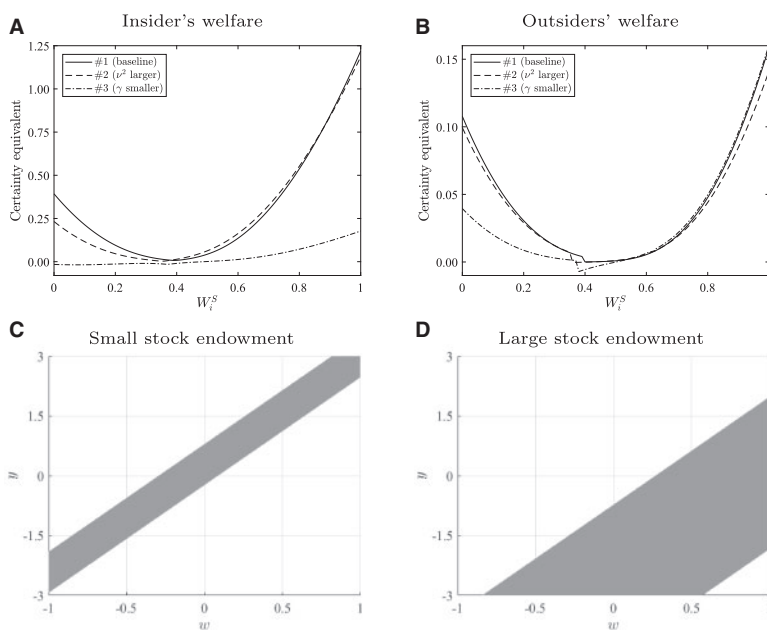 A
Insider's welfare
Certainty equivalent
1.25
1.00
0.75
0.50
0.25
0.00
#1 (baseline)
#2 (ν² larger)
#3 (γ smaller)
0 0.2 0.4 0.6 0.8 1
W_i^S
B
Outsiders' welfare
Certainty equivalent
0.15
0.10
0.05
0.00
#1 (baseline)
#2 (ν² larger)
#3 (γ smaller)
0 0.2 0.4 0.6 0.8
W_i^S
C
Small stock endowment
y
3
1.5
0
-1.5
-3
-1 -0.5 0 0.5 1
w
D
Large stock endowment
y
3
1.5
0
-1.5
-3
-1 -0.5 0 0.5
w